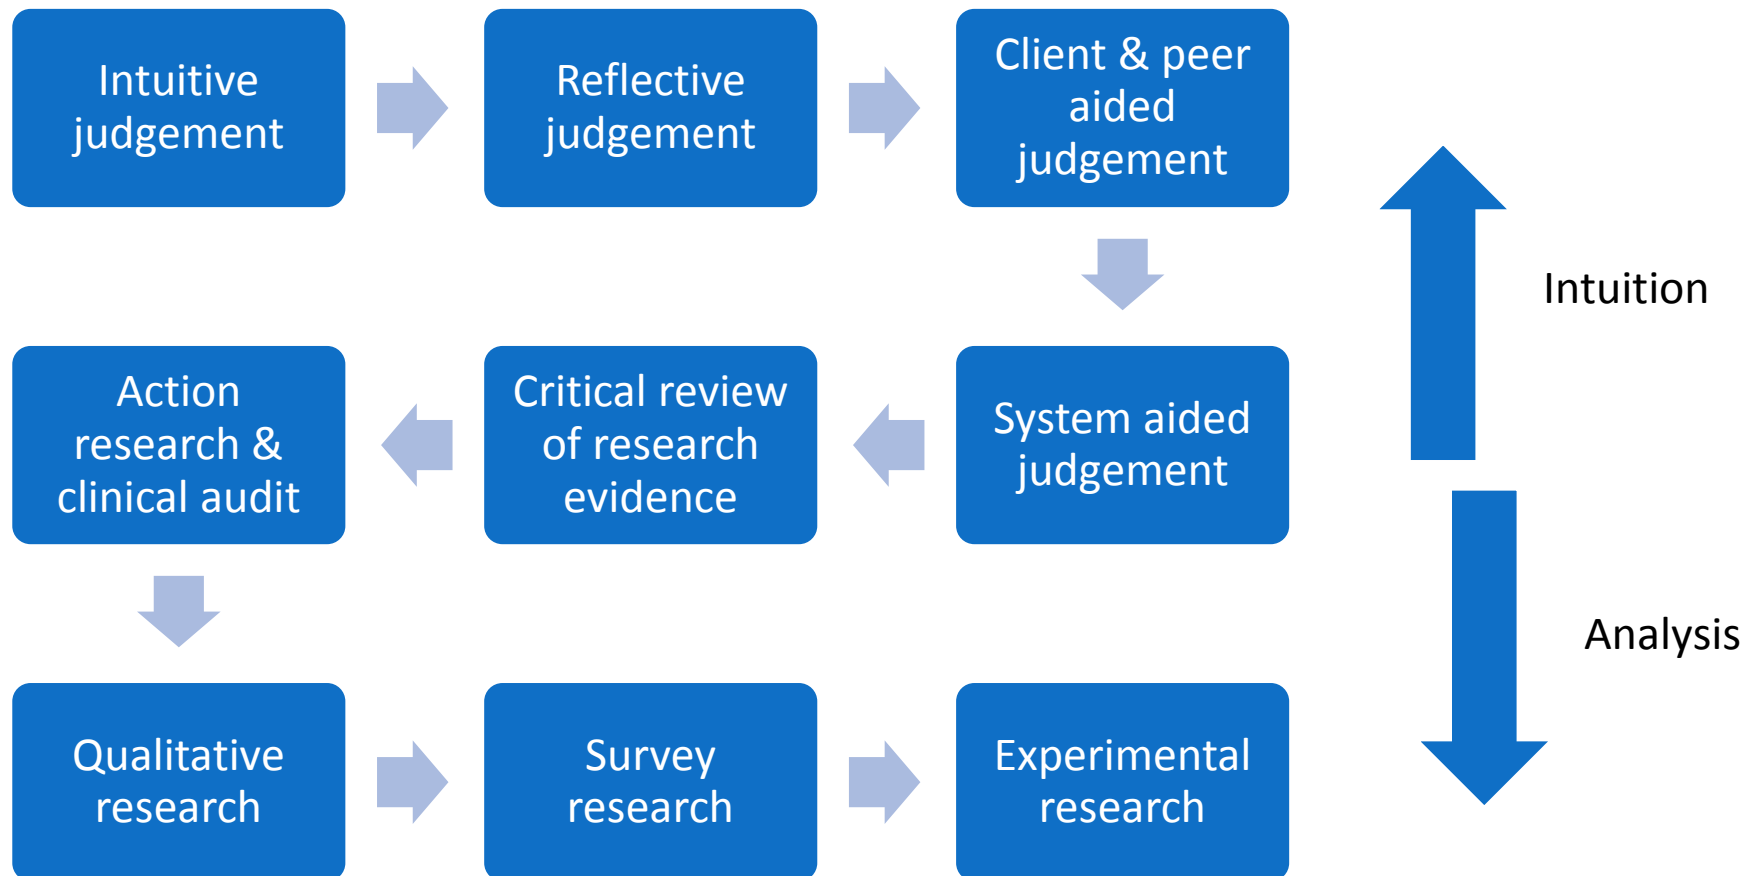 Intuitive
judgement
Reflective
judgement
Client & peer
aided
judgement
Intuition
Action
research &
clinical audit
Critical review
of research
evidence
System aided
judgement
Analysis
Qualitative
research
Survey
research
Experimental
research